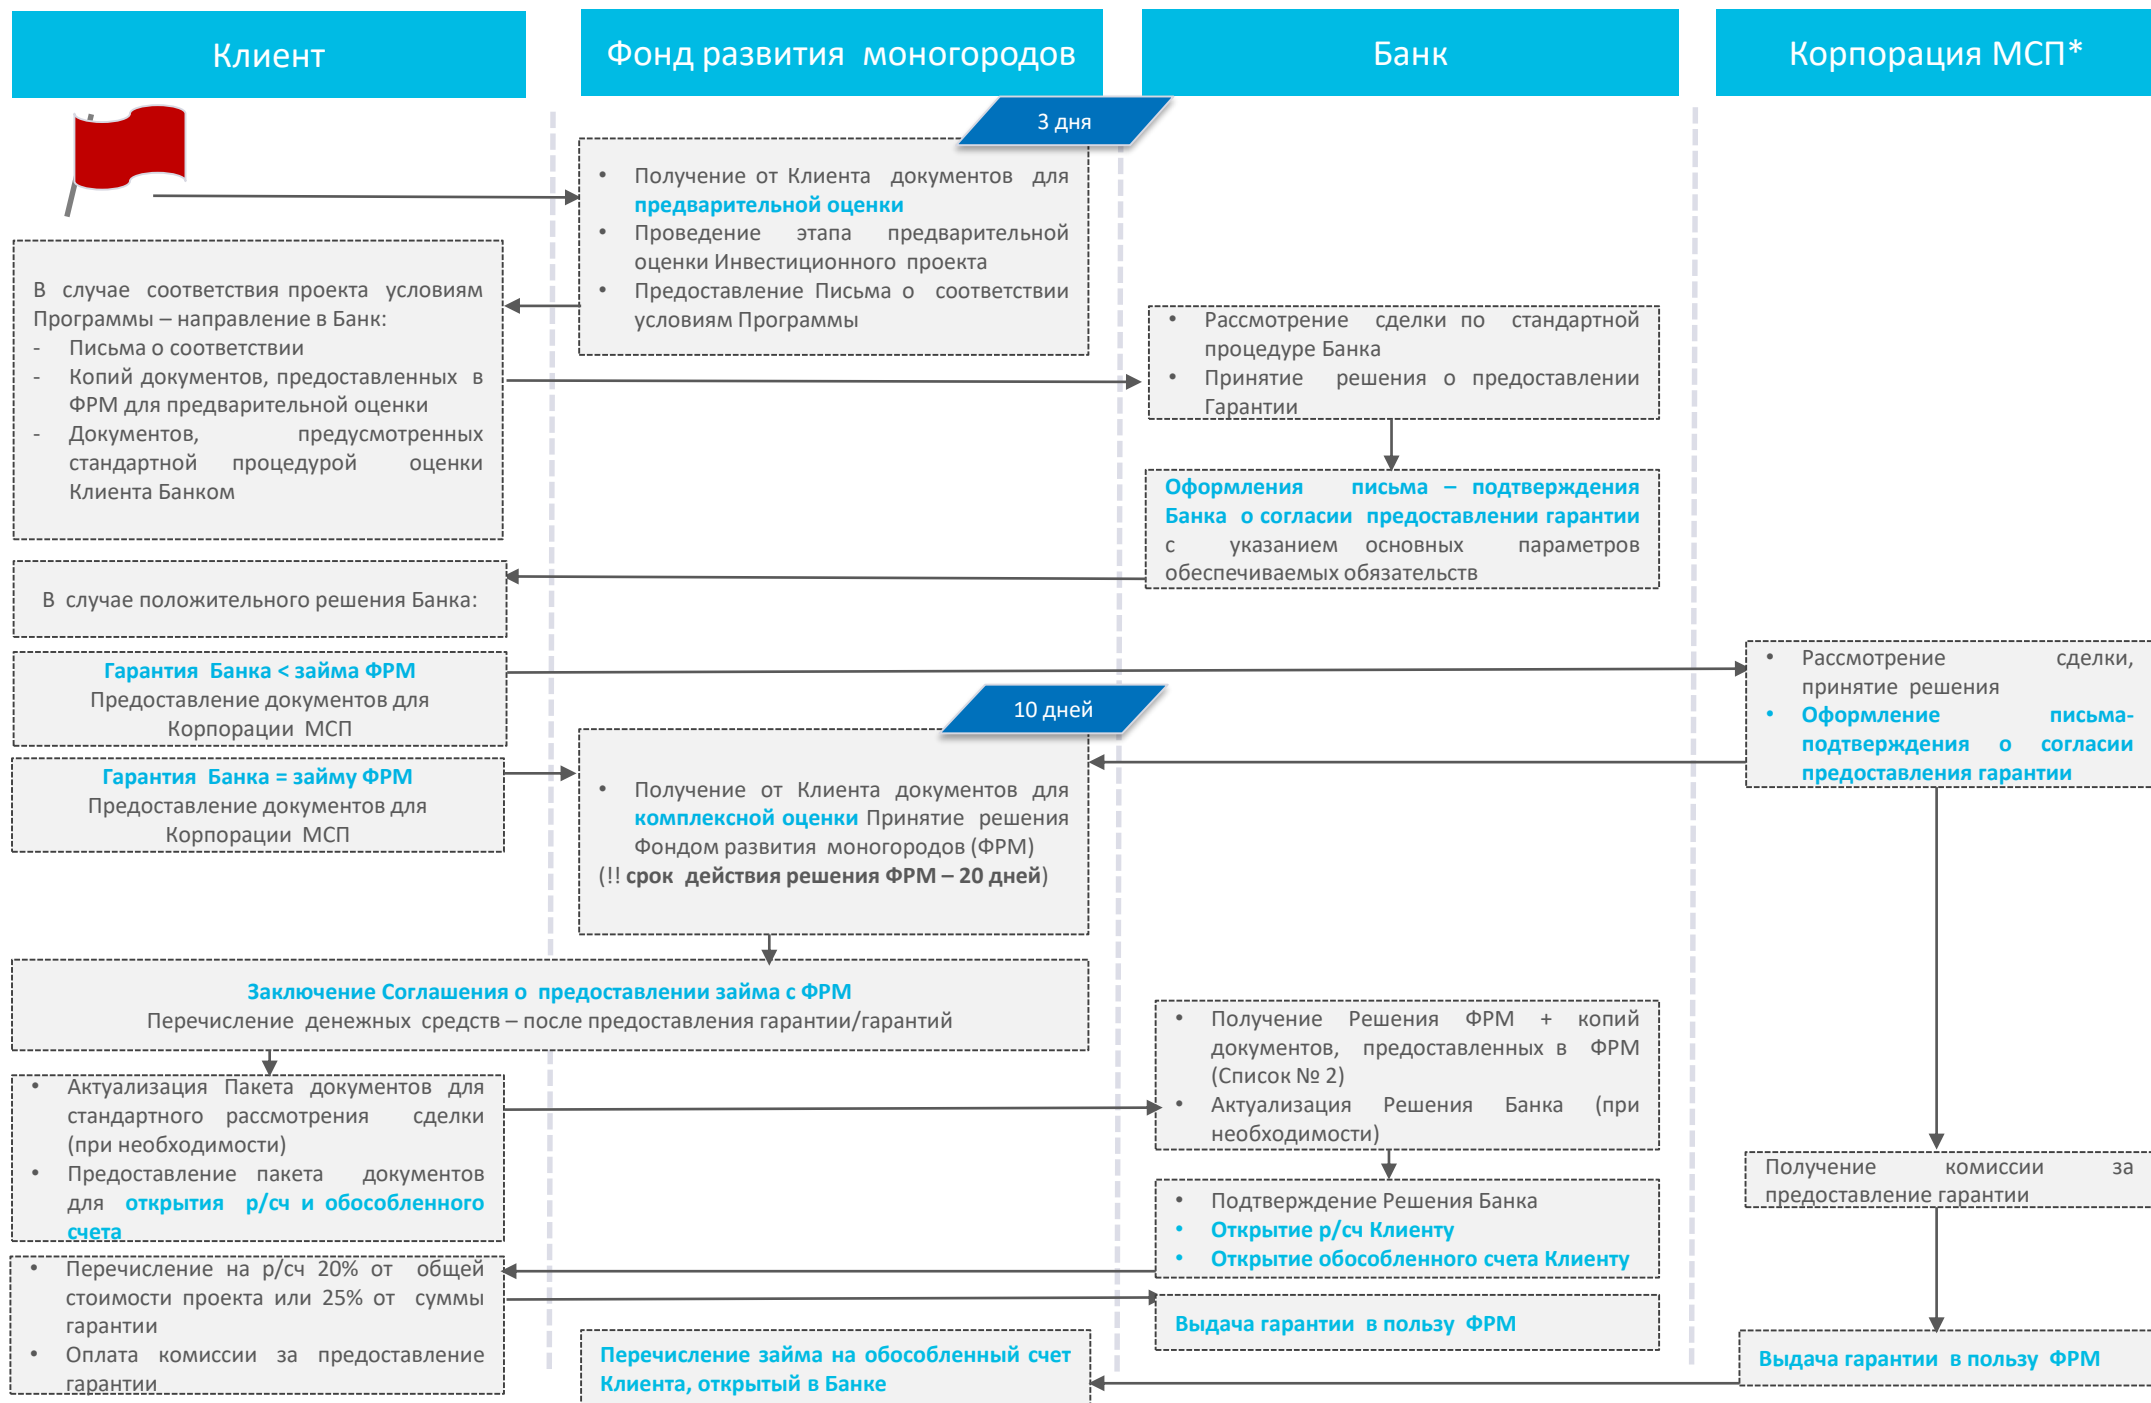 Клиент
Фонд развития моногородов
Банк
Корпорация МСП*
3 дня
• Получение от Клиента документов для
предварительной оценки
• Проведение этапа предварительной
оценки Инвестиционного проекта
• Предоставление Письма о соответствии
условиям Программы
В случае соответствия проекта условиям
Программы – направление в Банк:
- Письма о соответствии
- Копий документов, предоставленных в
ФРМ для предварительной оценки
- Документов, предусмотренных
стандартной процедурой оценки
Клиента Банком
• Рассмотрение сделки по стандартной
процедуре Банка
• Принятие решения о предоставлении
Гарантии
Оформления письма – подтверждения
Банка о согласии предоставлении гарантии
с указанием основных параметров
обеспечиваемых обязательств
В случае положительного решения Банка:
Гарантия Банка < займа ФРМ
Предоставление документов для
Корпорации МСП
• Рассмотрение сделки,
принятие решения
• Оформление письма-
подтверждения о согласии
предоставления гарантии
Гарантия Банка = займу ФРМ
Предоставление документов для
Корпорации МСП
10 дней
• Получение от Клиента документов для
комплексной оценки Принятие решения
Фондом развития моногородов (ФРМ)
(!! срок действия решения ФРМ – 20 дней)
Заключение Соглашения о предоставлении займа с ФРМ
Перечисление денежных средств – после предоставления гарантии/гарантий
• Актуализация Пакета документов для
стандартного рассмотрения сделки
(при необходимости)
• Предоставление пакета документов
для открытия р/сч и обособленного
счета
• Получение Решения ФРМ + копий
документов, предоставленных в ФРМ
(Список № 2)
• Актуализация Решения Банка (при
необходимости)
• Подтверждение Решения Банка
• Открытие р/сч Клиенту
• Открытие обособленного счета Клиенту
Получение комиссии за
предоставление гарантии
• Перечисление на р/сч 20% от общей
стоимости проекта или 25% от суммы
гарантии
• Оплата комиссии за предоставление
гарантии
Выдача гарантии в пользу ФРМ
Перечисление займа на обособленный счет
Клиента, открытый в Банке
Выдача гарантии в пользу ФРМ